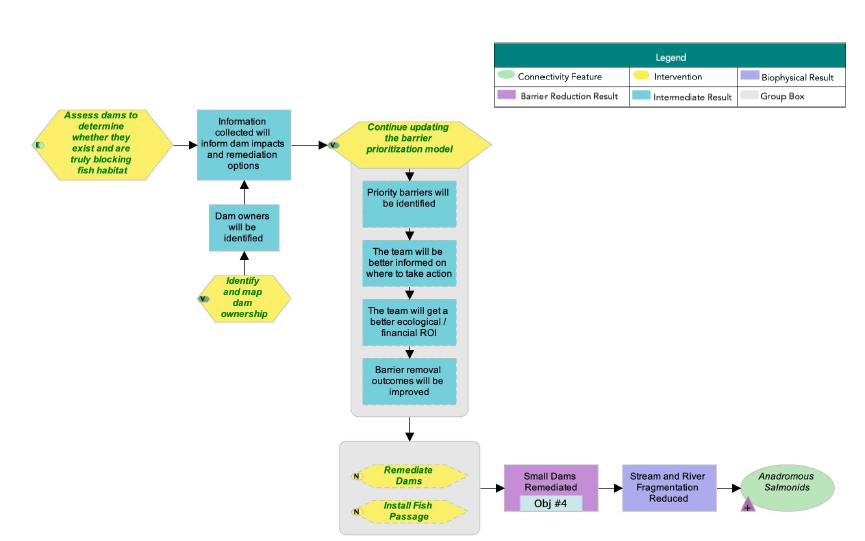 Legend
Connectivity Feature
Intervention
Biophysical Result
Barrier Reduction Result
Intermediate Result
Group Box
Assess dams to
determine
whether they
exist and are
truly blocking
fish habitat
E
Information
collected will
inform dam impacts
and remediation
options
Continue updating
the barrier
prioritization model
V
Dam owners
will be
identified
Identify
and map
dam
ownership
V
Priority barriers will
be identified
The team will be
better informed on
where to take action
The team will get a
better ecological /
financial ROI
Barrier removal
outcomes will be
improved
Remediate
Dams
N
Install Fish
Passage
N
Small Dams
Remediated
Obj #4
Stream and River
Fragmentation
Reduced
Anadromous
Salmonids
+